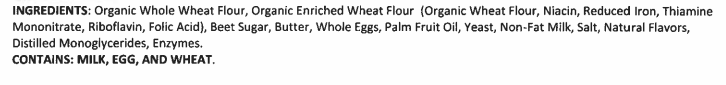 INGREDIENTS: Organic Whole Wheat Flour, Organic Enriched Wheat Flour (Organic Wheat Flour, Niacin, Reduced Iron, Thiamine
Mononitrate, Riboflavin, Folic Acid), Beet Sugar, Butter, Whole Eggs, Palm Fruit Oil, Yeast, Non-Fat Milk, Salt, Natural Flavors,
Distilled Monoglycerides, Enzymes.
CONTAINS: MILK, EGG, AND WHEAT.